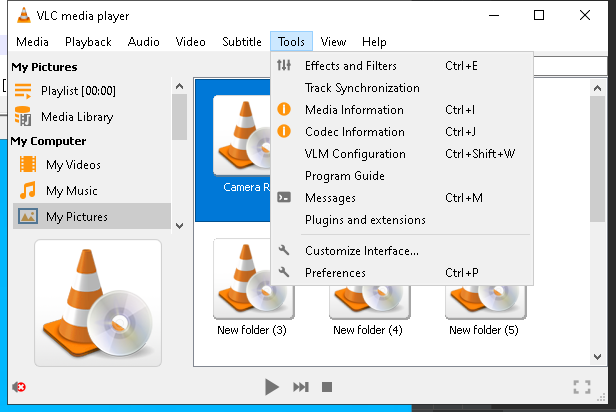 VLC media player
Media Playback Audio Video Subtitle Tools View Help
My Pictures
Playlist [00:00]
Media Library
My Computer
My Videos
My Music
My Pictures
Effects and Filters Ctrl+E
Track Synchronization
Media Information Ctrl+I
Codec Information Ctrl+J
VLM Configuration Ctrl+Shift+W
Program Guide
Messages Ctrl+M
Plugins and extensions
Customize Interface...
Preferences Ctrl+P
Camera R
New folder (3) New folder (4) New folder (5)